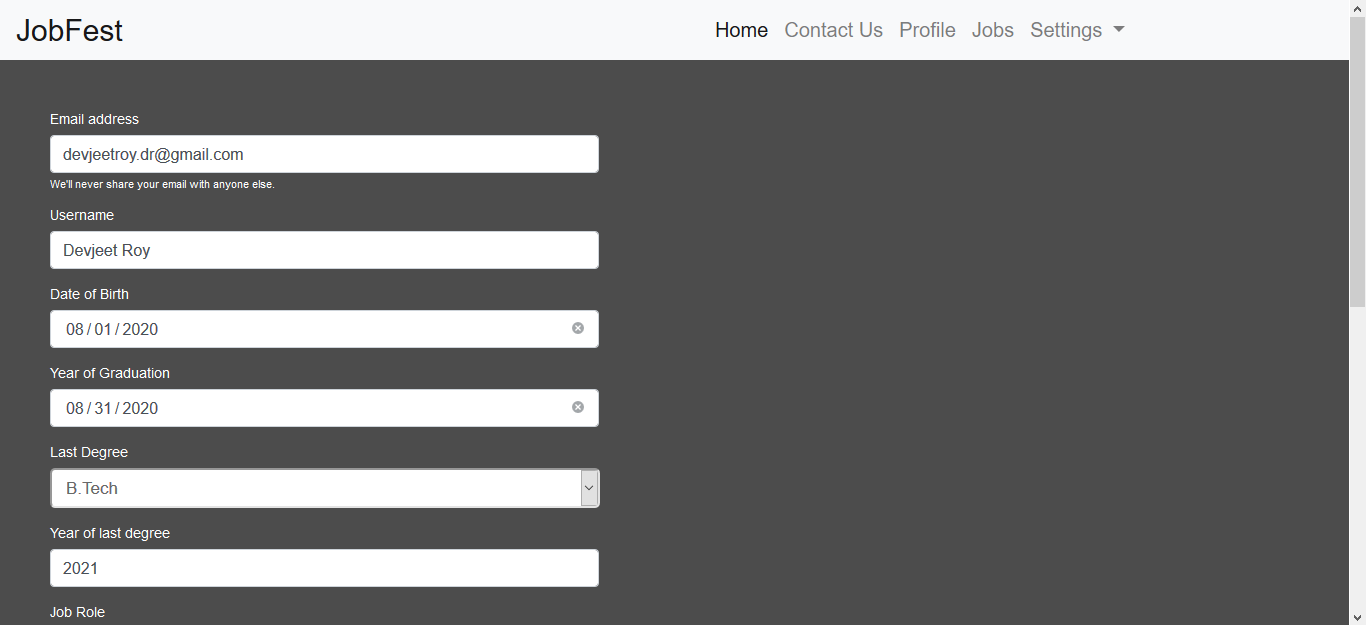 JobFest
Home Contact Us Profile Jobs Settings
Email address
devjeetroy.dr@gmail.com
We'll never share your email with anyone else.
Username
Devjeet Roy
Date of Birth
08/01/2020
Year of Graduation
08/31/2020
Last Degree
B.Tech
Year of last degree
2021
Job Role